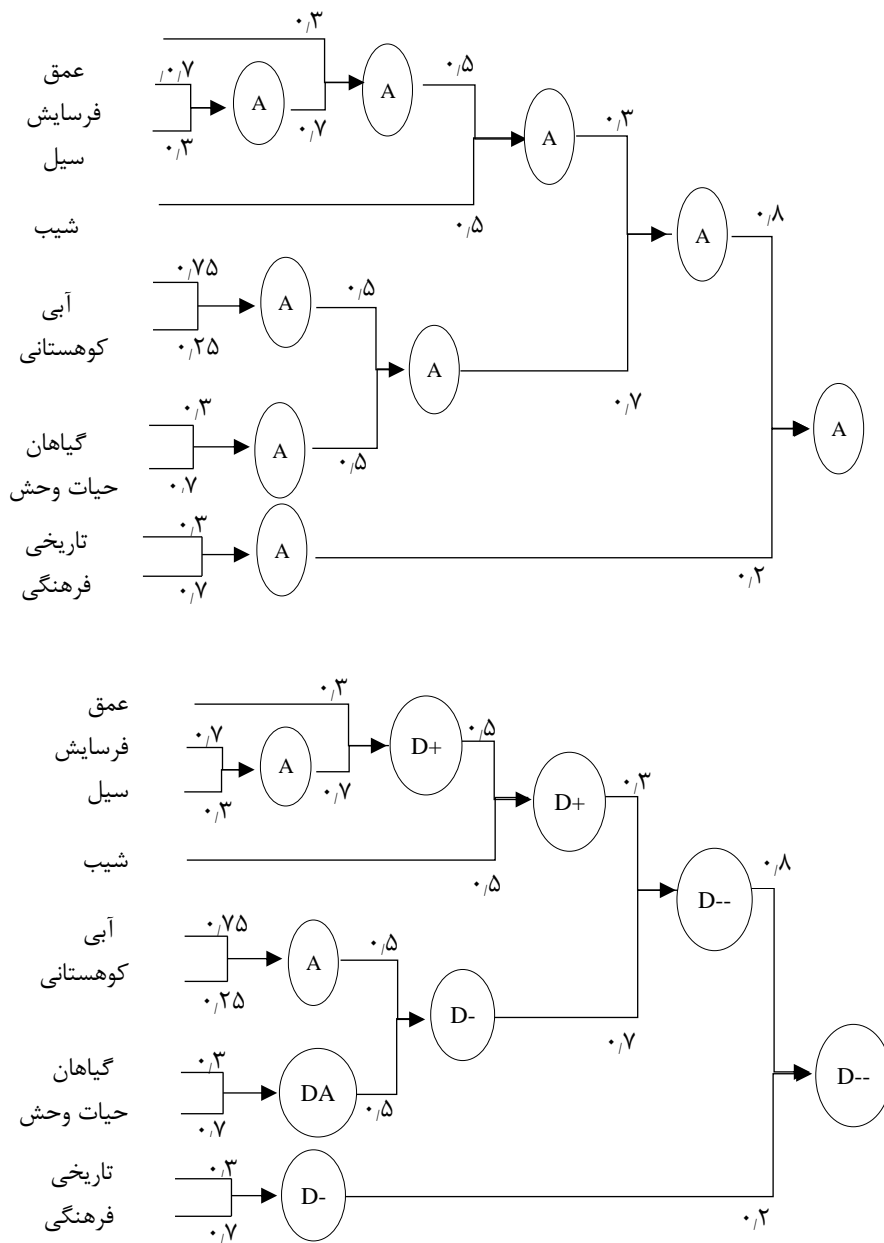 ۰/۳
عمق
۰/۷
۰/۵
A
A
فرسایش
۰/۷
۰/۳
A
۰/۳
سیل
۰/۸
A
شیب
۰/۵
۰/۷۵
۰/۵
آبی
A
۰/۲۵
کوهستانی
A
۰/۷
۰/۳
A
گیاهان
A
۰/۵
۰/۷
حیات وحش
۰/۳
تاریخی
A
۰/۲
۰/۷
فرهنگی
۰/۳
عمق
۰/۵
۰/۷
D+
فرسایش
A
۰/۷
۰/۳
D+
۰/۳
سیل
شیب
۰/۵
۰/۸
D--
۰/۷۵
۰/۵
آبی
A
کوهستانی
۰/۲۵
D-
۰/۷
۰/۳
گیاهان
D--
DA
۰/۵
حیات وحش
۰/۷
۰/۳
تاریخی
D-
۰/۲
فرهنگی
۰/۷